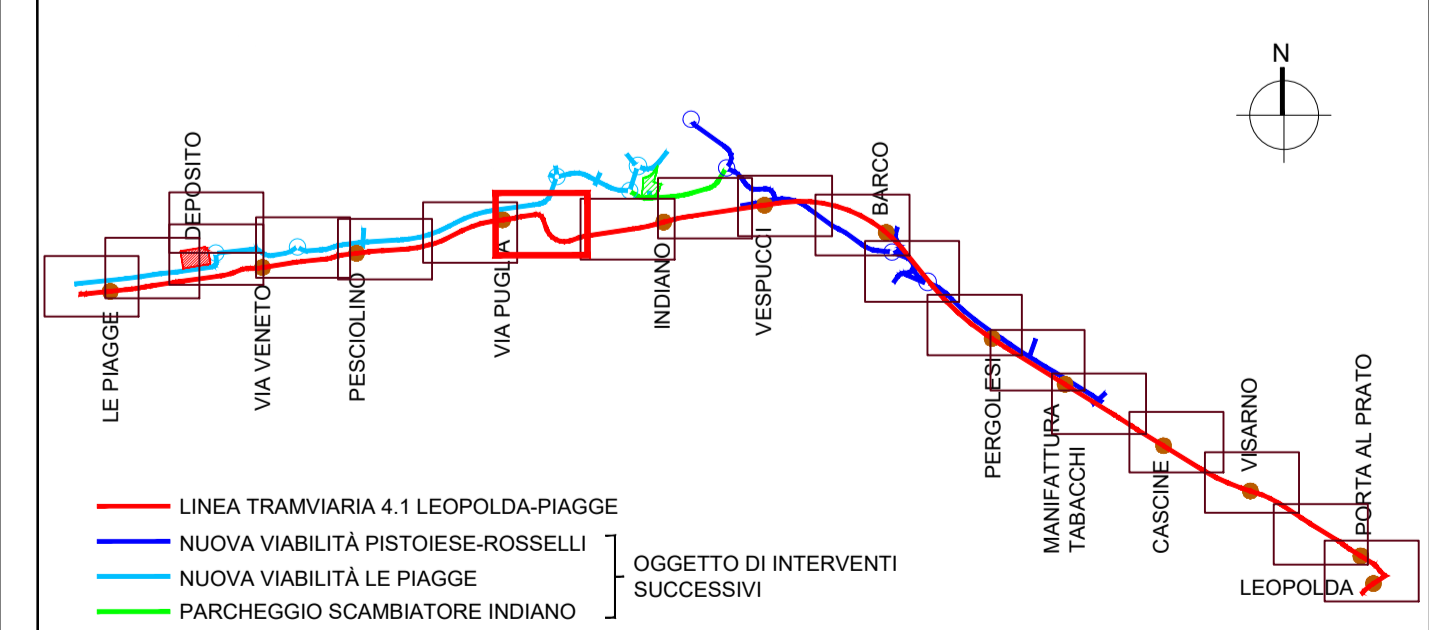 N
DEPOSITO
BARCO
LE PIAGGE
VIA VENETO
PESCIOLINO
VIA PUGLIA
INDIANO
VESPUCCI
PERGOLESI
MANIFATTURA
TABACCHI
CASCINE
VISARNO
PORTA AL PRATO
LEOPOLDA
LINEA TRAMVIARIA 4.1 LEOPOLDA-PIAGGE
NUOVA VIABILITÀ PISTOIESE-ROSSELLI
NUOVA VIABILITÀ LE PIAGGE
PARCHEGGIO SCAMBIATORE INDIANO
OGGETTO DI INTERVENTI
SUCCESSIVI